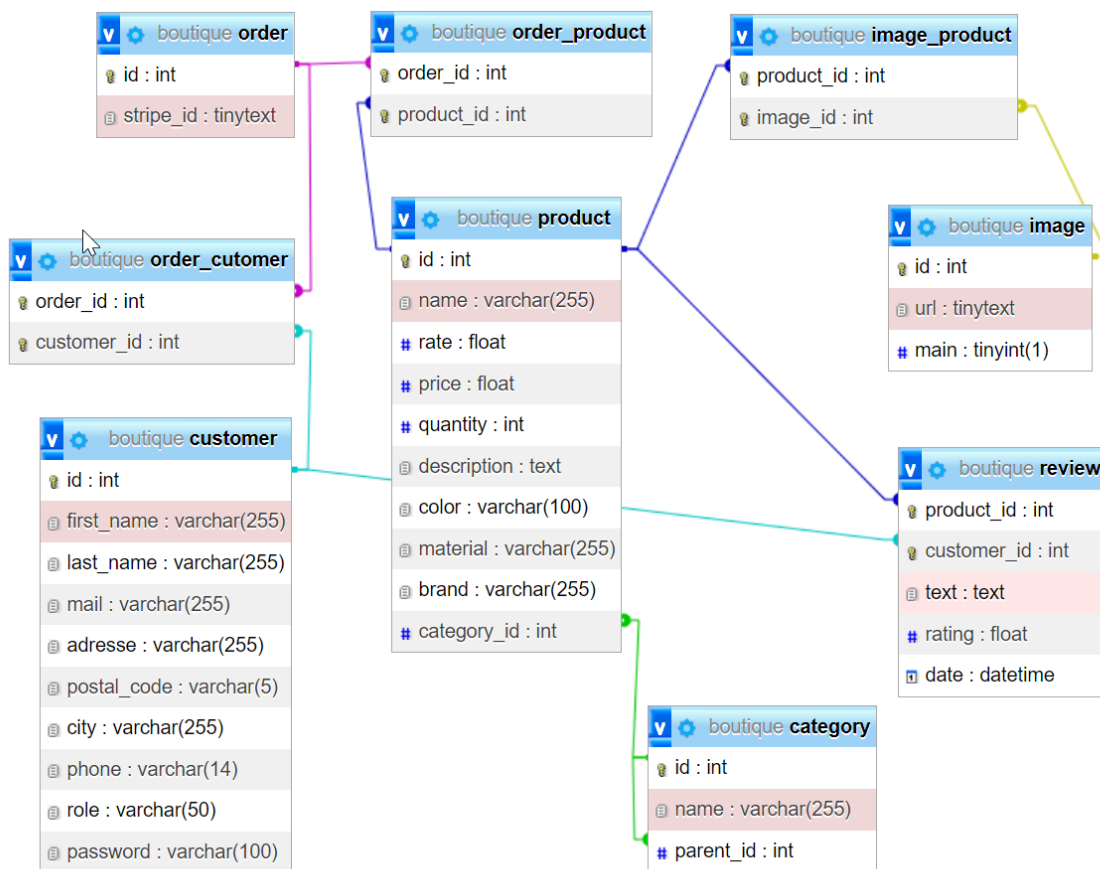 v boutique order
id : int
stripe_id : tinytext
v boutique order_product
order_id : int
product_id : int
v boutique image_product
product_id : int
image_id : int
v boutique order_cutomer
order_id : int
customer_id : int
v boutique product
id : int
name : varchar(255)
# rate : float
# price : float
# quantity : int
description : text
color : varchar(100)
material : varchar(255)
brand : varchar(255)
# category_id : int
v boutique image
id : int
url : tinytext
# main : tinyint(1)
v boutique customer
id : int
first_name : varchar(255)
last_name : varchar(255)
mail : varchar(255)
adresse : varchar(255)
postal_code : varchar(5)
city : varchar(255)
phone : varchar(14)
role : varchar(50)
password : varchar(100)
v boutique review
product_id : int
customer_id : int
text : text
# rating : float
date : datetime
v boutique category
id : int
name : varchar(255)
# parent_id : int